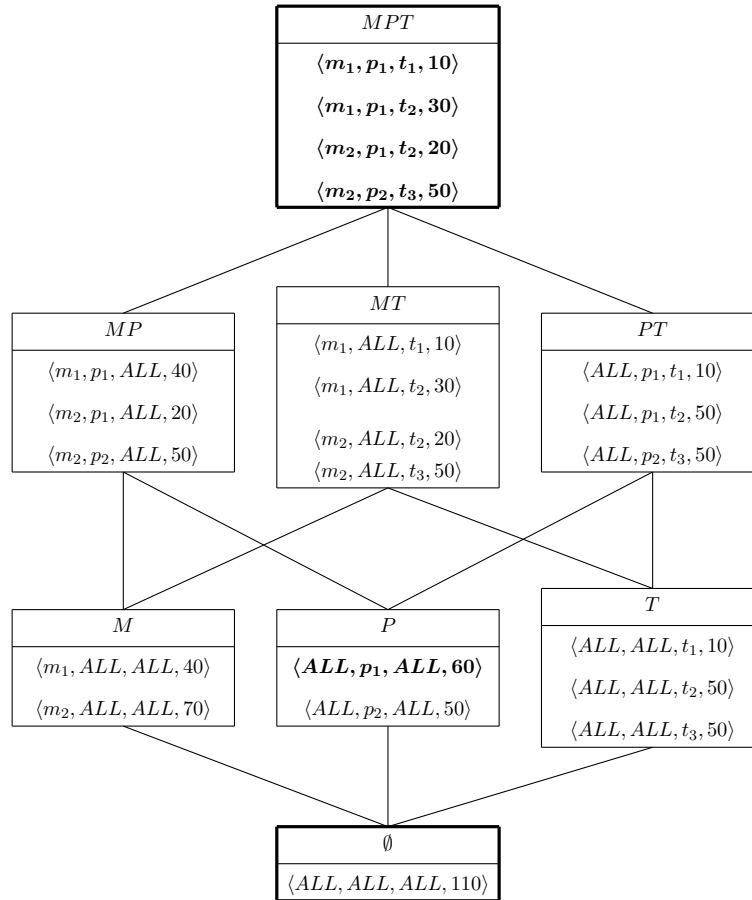 MPT
⟨m₁, p₁, t₁, 10⟩
⟨m₁, p₁, t₂, 30⟩
⟨m₂, p₁, t₂, 20⟩
⟨m₂, p₂, t₃, 50⟩
MP
⟨m₁, p₁, ALL, 40⟩
⟨m₂, p₁, ALL, 20⟩
⟨m₂, p₂, ALL, 50⟩
MT
⟨m₁, ALL, t₁, 10⟩
⟨m₁, ALL, t₂, 30⟩
⟨m₂, ALL, t₂, 20⟩
⟨m₂, ALL, t₃, 50⟩
PT
⟨ALL, p₁, t₁, 10⟩
⟨ALL, p₁, t₂, 50⟩
⟨ALL, p₂, t₃, 50⟩
M
⟨m₁, ALL, ALL, 40⟩
⟨m₂, ALL, ALL, 70⟩
P
⟨ALL, p₁, ALL, 60⟩
⟨ALL, p₂, ALL, 50⟩
T
⟨ALL, ALL, t₁, 10⟩
⟨ALL, ALL, t₂, 50⟩
⟨ALL, ALL, t₃, 50⟩
∅
⟨ALL, ALL, ALL, 110⟩